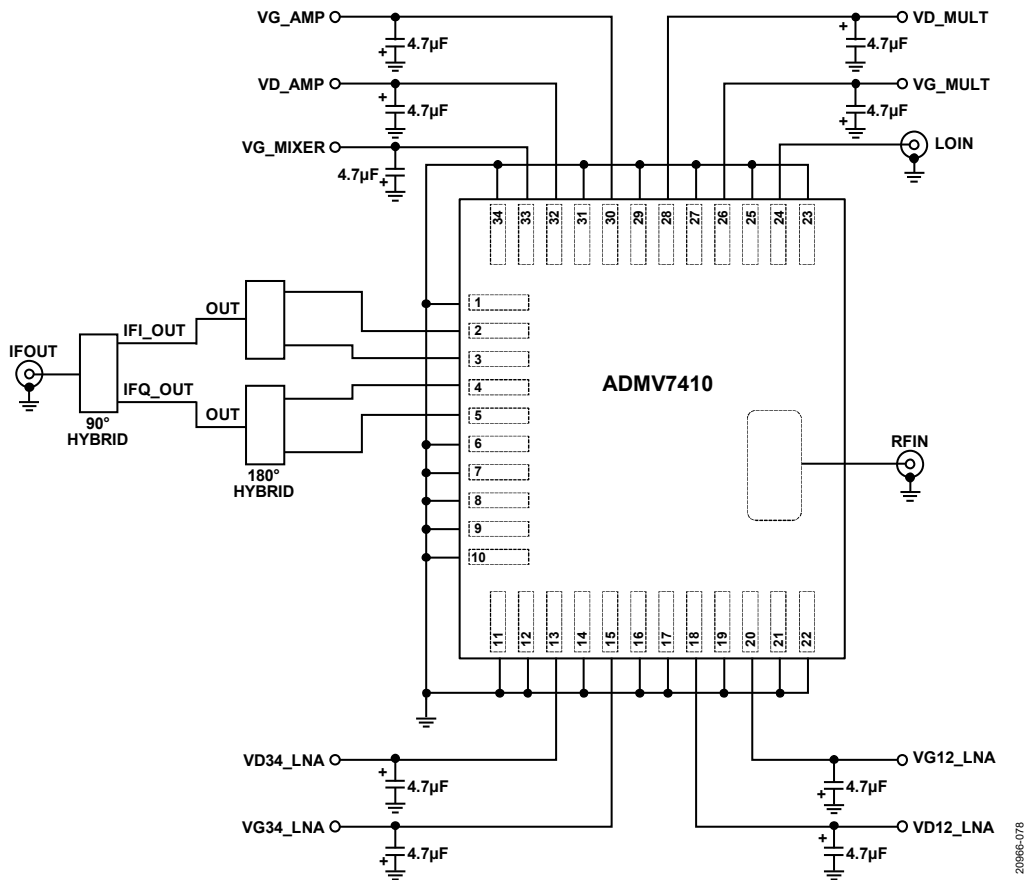 VG_AMP
4.7µF
VD_MULT
4.7µF
VD_AMP
4.7µF
VG_MULT
4.7µF
VG_MIXER
4.7µF
LOIN
34
33
32
31
30
29
28
27
26
25
24
23
1
2
3
4
5
6
7
8
9
10
OUT
IFI_OUT
IFOUT
IFQ_OUT
OUT
90°
HYBRID
180°
HYBRID
ADMV7410
RFIN
11
12
13
14
15
16
17
18
19
20
21
22
VD34_LNA
4.7µF
VG12_LNA
4.7µF
VG34_LNA
4.7µF
VD12_LNA
4.7µF
20966-078